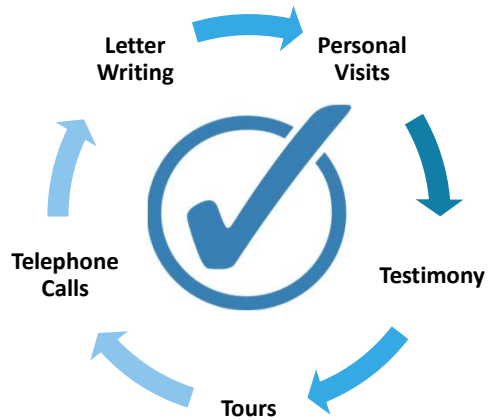 Letter
Writing
Personal
Visits
Testimony
Tours
Telephone
Calls